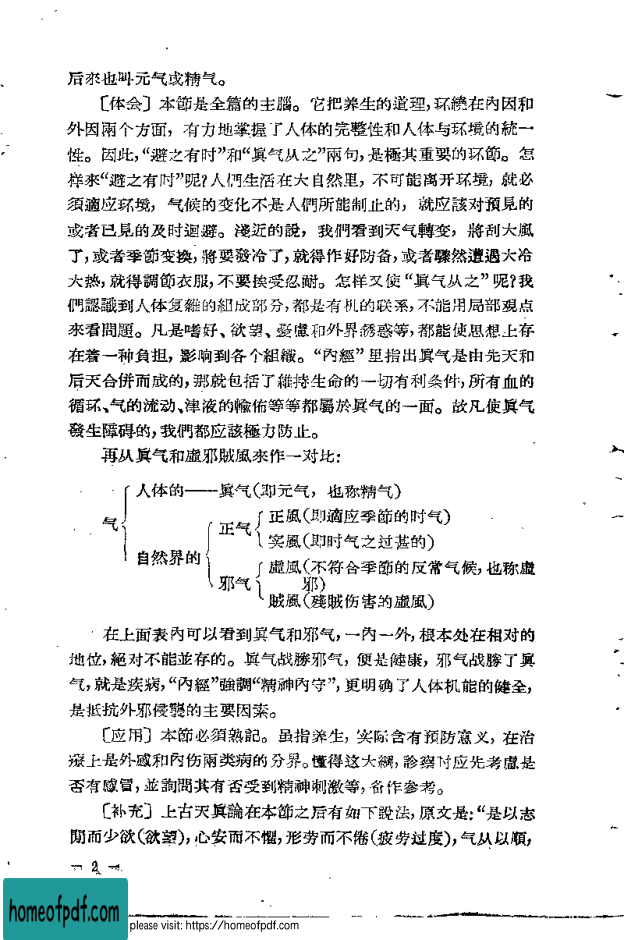 后來也叫元气或精气。
〔体会〕本節是全篇的主腦。它把养生的道理，环繞在內因和
外因兩个方面，有力地掌握了人体的完整性和人体与环境的統一
性。因此，“避之有时”和“眞气从之”兩句，是極其重要的环節。怎
样來“避之有时”呢？人們生活在大自然里，不可能离开环境，就必
須適应环境，气候的变化不是人們所能制止的，就应該对預見的
或者已見的及时迴避。淺近的說，我們看到天气轉变，將刮大風
了，或者季節变換，將要發冷了，就得作好防备，或者驟然遭遇大冷
大热，就得調節衣服，不要挨受忍耐。怎样又使“眞气从之”呢？我
們認識到人体复雜的組成部分，都是有机的联系，不能用局部观点
來看問題。凡是嗜好、欲望、憂慮和外界誘惑等，都能使思想上存
在着一种負担，影响到各个組織。“內經”里指出眞气是由先天和
后天合併而成的，那就包括了維持生命的一切有利条件，所有血的
循环、气的流动、津液的輸佈等等都屬於眞气的一面。故凡使眞气
發生障碍的，我們都应該極力防止。
再从眞气和虛邪賊風來作一对比：
人体的——眞气（即元气，也称精气）
气
自然界的
正气
正風（即適应季節的时气）
实風（即时气之过甚的）
邪气
虛風（不符合季節的反常气候，也称虛
邪）
賊風（殘賊伤害的虛風）
在上面表內可以看到眞气和邪气，一內一外，根本处在相对的
地位，絕对不能並存的。眞气战勝邪气，便是健康，邪气战勝了眞
气，就是疾病，“內經”強調“精神內守”，更明确了人体机能的健全，
是抵抗外邪侵襲的主要因素。
〔应用〕本節必須熟記。虽指养生，实际含有預防意义，在治
療上是外感和內伤兩类病的分界。懂得这大綱，診察时应先考慮是
否有感冒，並詢問其有否受到精神刺激等，备作参考。
〔补充〕上古天眞論在本節之后有如下說法，原文是：“是以志
閒而少欲（欲望），心安而不懼，形劳而不倦（疲劳过度），气从以順，
2
homeofpdf.com
please visit: https://homeofpdf.com